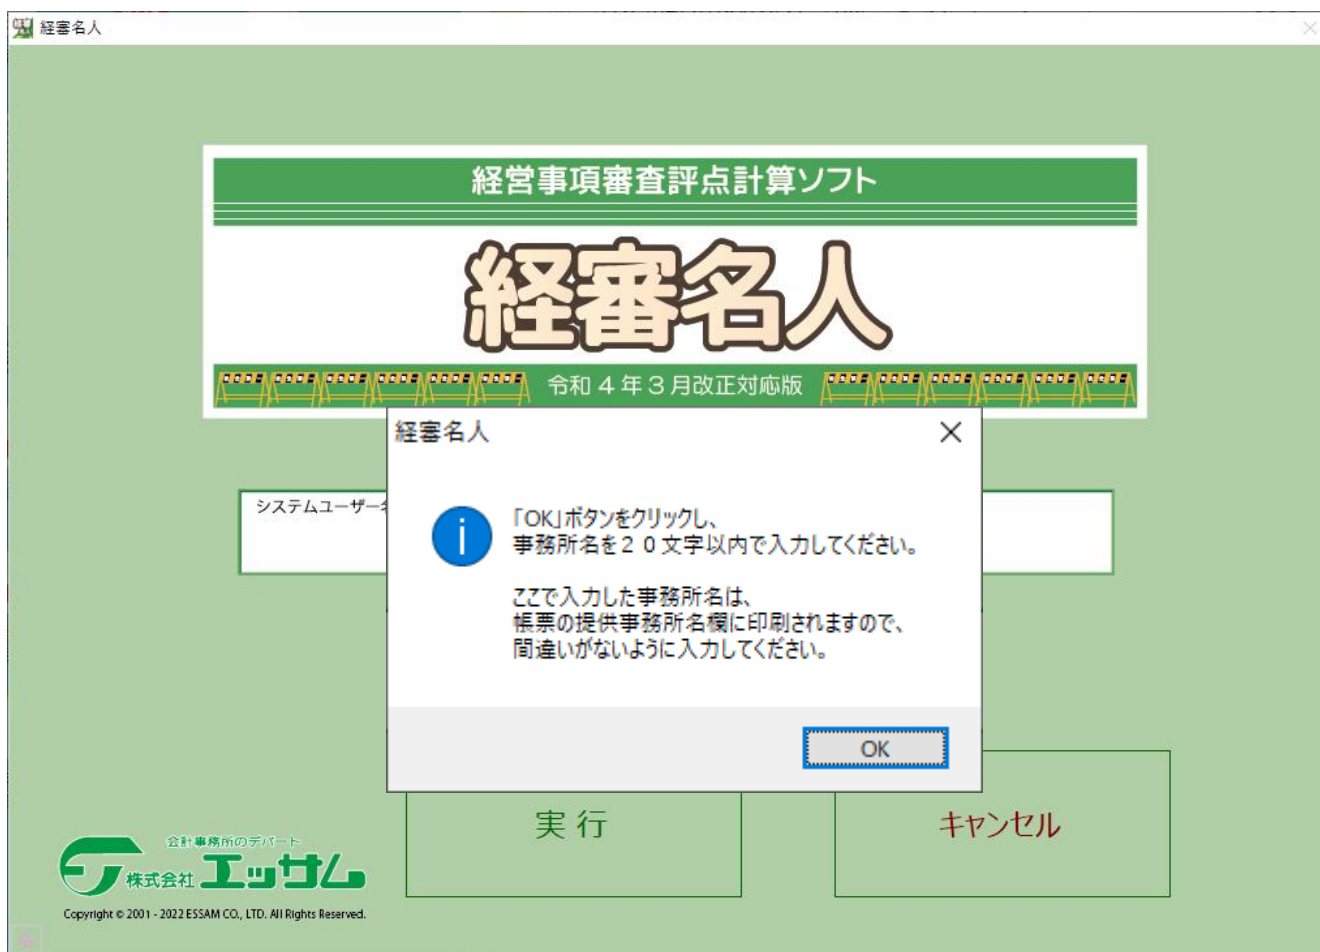 経審名人
経営事項審査評点計算ソフト
経審名人
令和4年3月改正対応版
経審名人
システムユーザー
「OK」ボタンをクリックし、
事務所名を20文字以内で入力してください。
ここで入力した事務所名は、
帳票の提供事務所名欄に印刷されますので、
間違いがないように入力してください。
OK
実行
キャンセル
会計事務所のデパート
株式会社 エッサム
Copyright © 2001 - 2022 ESSAM CO., LTD. All Rights Reserved.